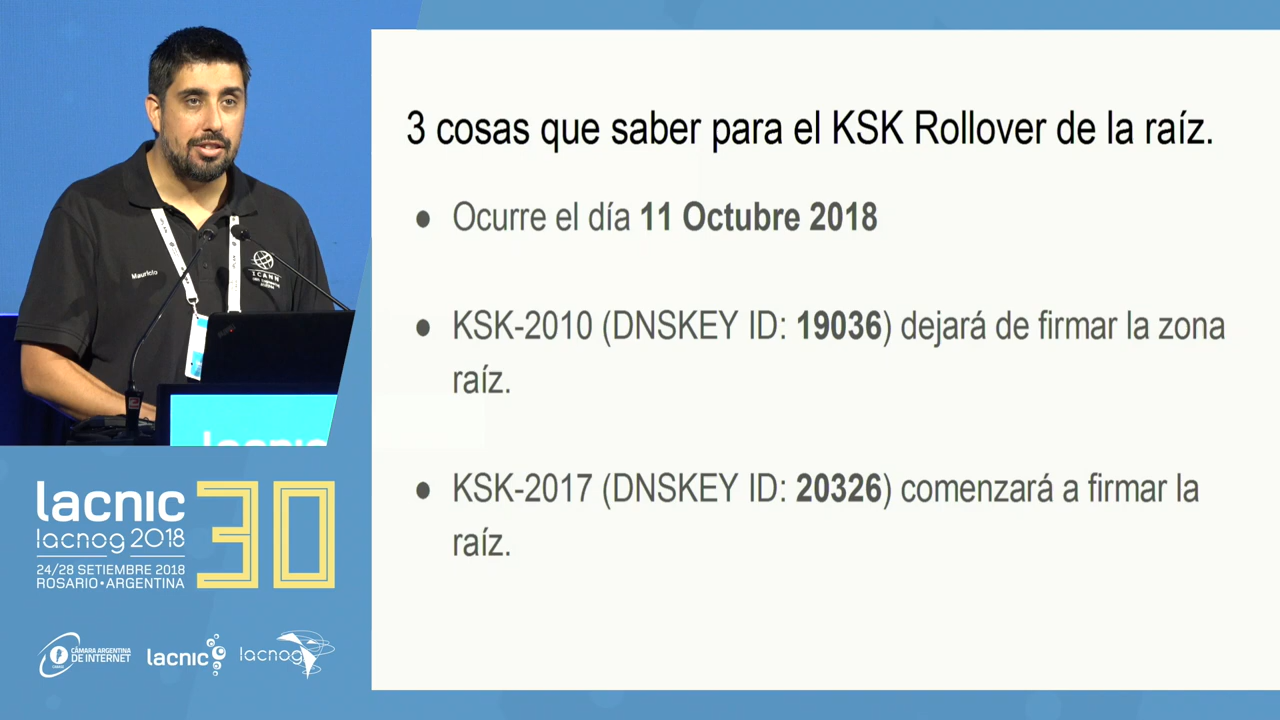 3 cosas que saber para el KSK Rollover de la raíz.
● Ocurre el día 11 Octubre 2018
● KSK-2010 (DNSKEY ID: 19036) dejará de firmar la zona
raíz.
● KSK-2017 (DNSKEY ID: 20326) comenzará a firmar la
raíz.
Mauricio
ICANN
lacnic
lacnic 30
lacnog 2018
24/28 SETIEMBRE 2018
ROSARIO•ARGENTINA
CÁMARA ARGENTINA
DE INTERNET
lacnic
lacnog